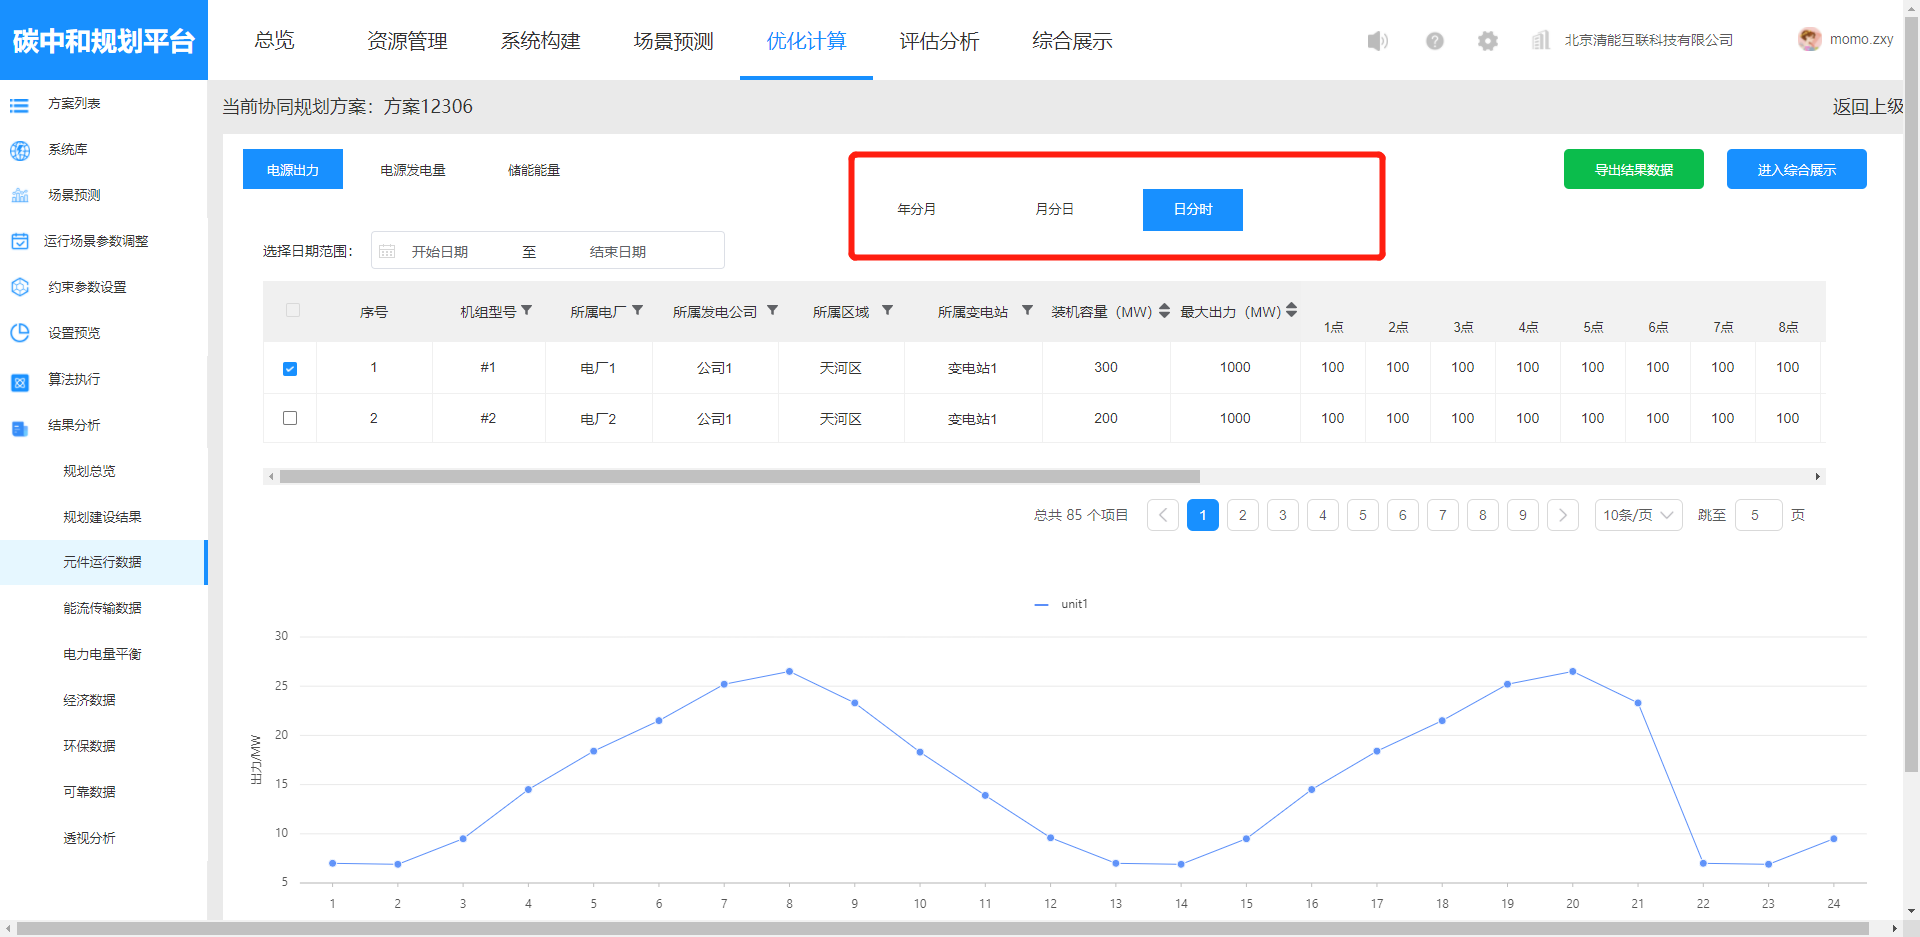 碳中和规划平台
总览 资源管理 系统构建 场景预测 优化计算 评估分析 综合展示
北京清能互联科技有限公司 momo.zxy
方案列表
系统库
场景预测
运行场景参数调整
约束参数设置
设置预览
算法执行
结果分析
规划总览
规划建设结果
元件运行数据
能流传输数据
电力电量平衡
经济数据
环保数据
可靠数据
透视分析
当前协同规划方案：方案12306 返回上级
电源出力 电源发电量 储能能量
年分月 月分日 日分时
导出结果数据 进入综合展示
选择日期范围： 开始日期 至 结束日期
序号 机组型号 所属电厂 所属发电公司 所属区域 所属变电站 装机容量（MW） 最大出力（MW） 1点 2点 3点 4点 5点 6点 7点 8点
1 #1 电厂1 公司1 天河区 变电站1 300 1000 100 100 100 100 100 100 100 100
2 #2 电厂2 公司1 天河区 变电站1 200 1000 100 100 100 100 100 100 100 100
总共 85 个项目 1 2 3 4 5 6 7 8 9 10条/页 跳至 5 页
unit1
出力/MW
30
25
20
15
10
5
1 2 3 4 5 6 7 8 9 10 11 12 13 14 15 16 17 18 19 20 21 22 23 24